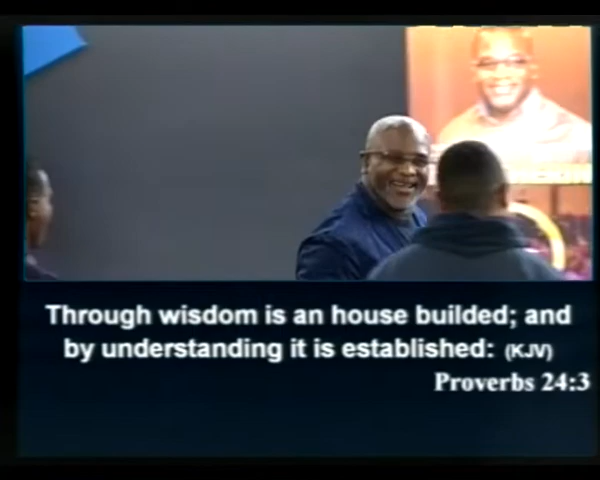 Through wisdom is an house builded; and
by understanding it is established: (KJV)
Proverbs 24:3